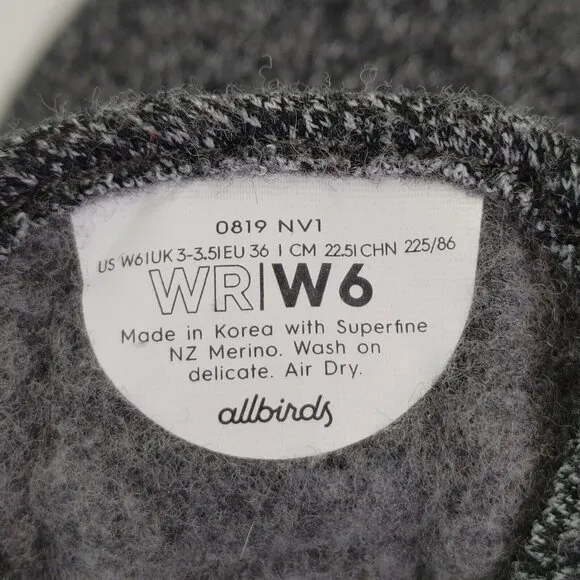 0819 NV1
US W6|UK 3-3.5|EU 36 | CM 22.5|CHN 225/86
WR|W6
Made in Korea with Superfine
NZ Merino. Wash on
delicate. Air Dry.
allbirds